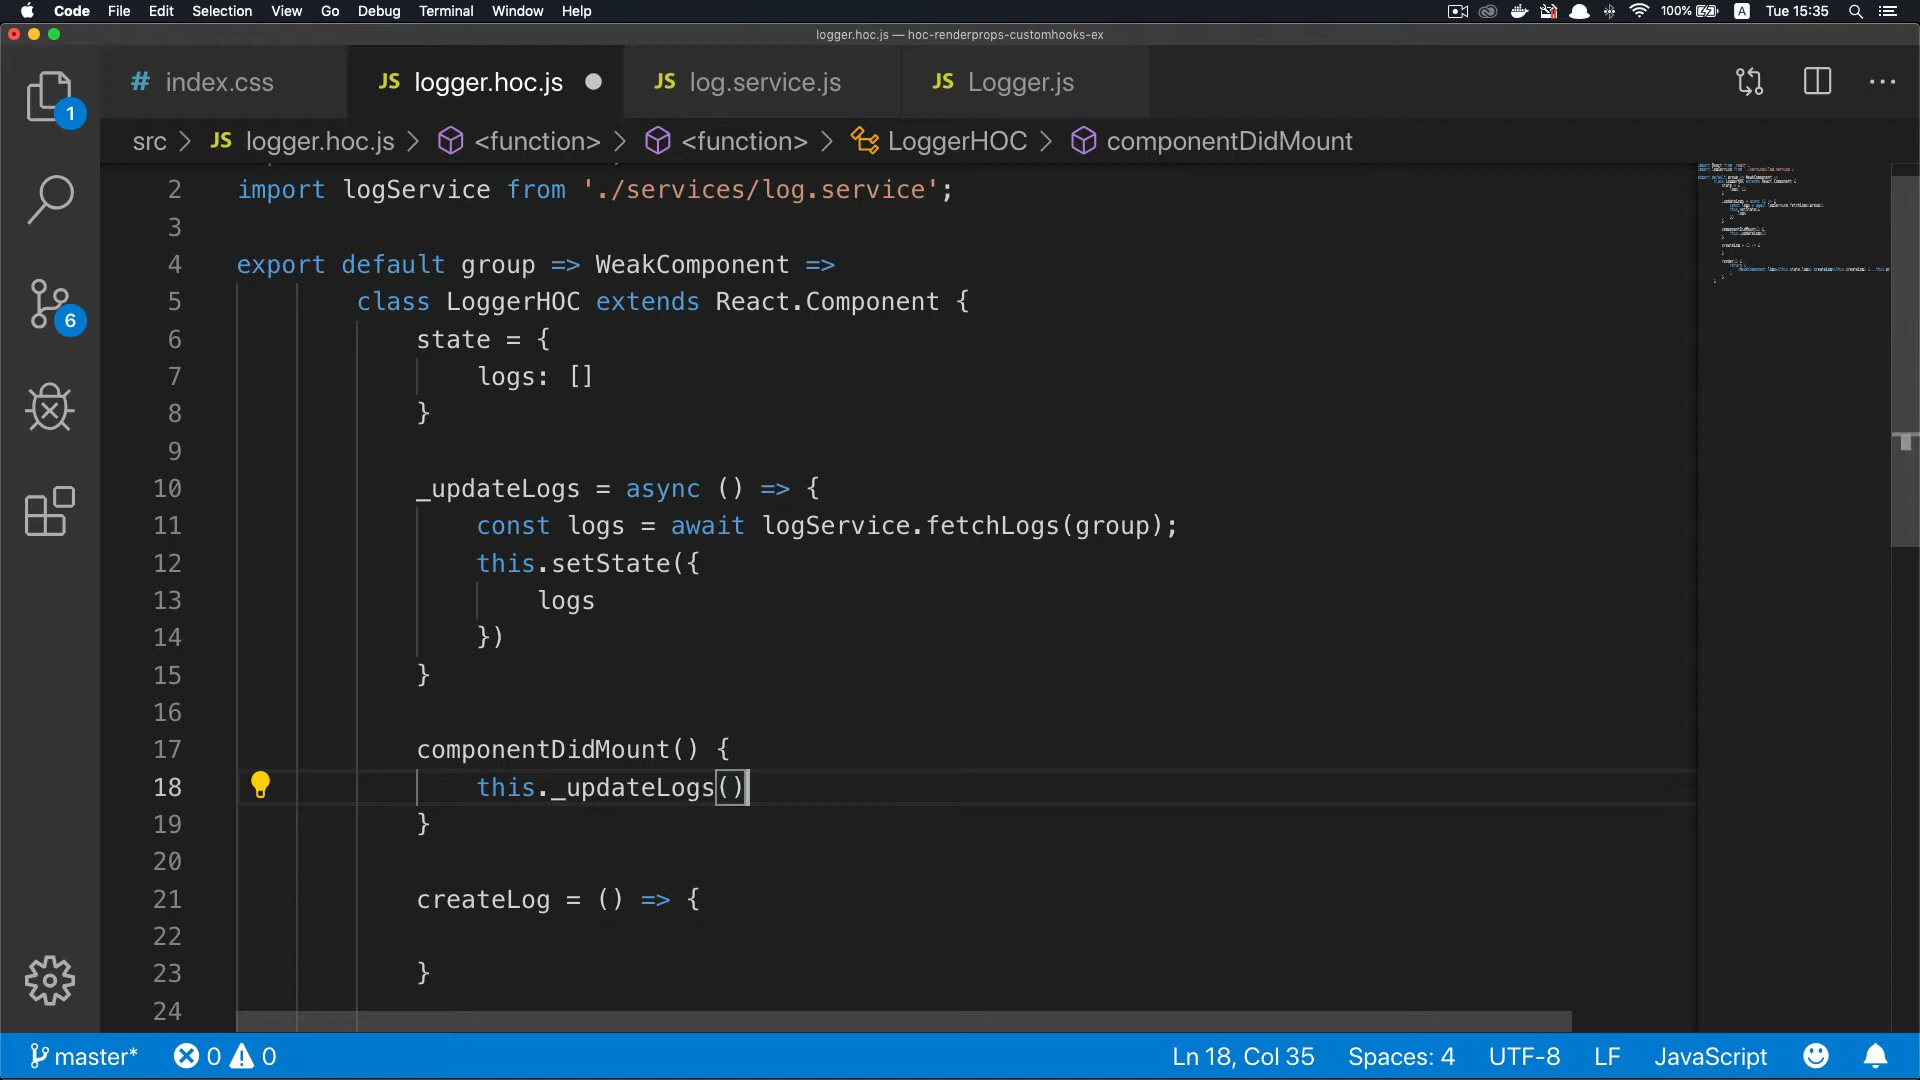 Code File Edit Selection View Go Debug Terminal Window Help 100% A Tue 15:35
logger.hoc.js — hoc-renderprops-customhooks-ex
# index.css JS logger.hoc.js JS log.service.js JS Logger.js
src > JS logger.hoc.js > <function> > <function> > LoggerHOC > componentDidMount
1
6
2 import logService from './services/log.service';
3
4 export default group => WeakComponent =>
5 class LoggerHOC extends React.Component {
6 state = {
7 logs: []
8 }
9
10 _updateLogs = async () => {
11 const logs = await logService.fetchLogs(group);
12 this.setState({
13 logs
14 })
15 }
16
17 componentDidMount() {
18 this._updateLogs()
19 }
20
21 createLog = () => {
22
23 }
24
master* 0 0 Ln 18, Col 35 Spaces: 4 UTF-8 LF JavaScript